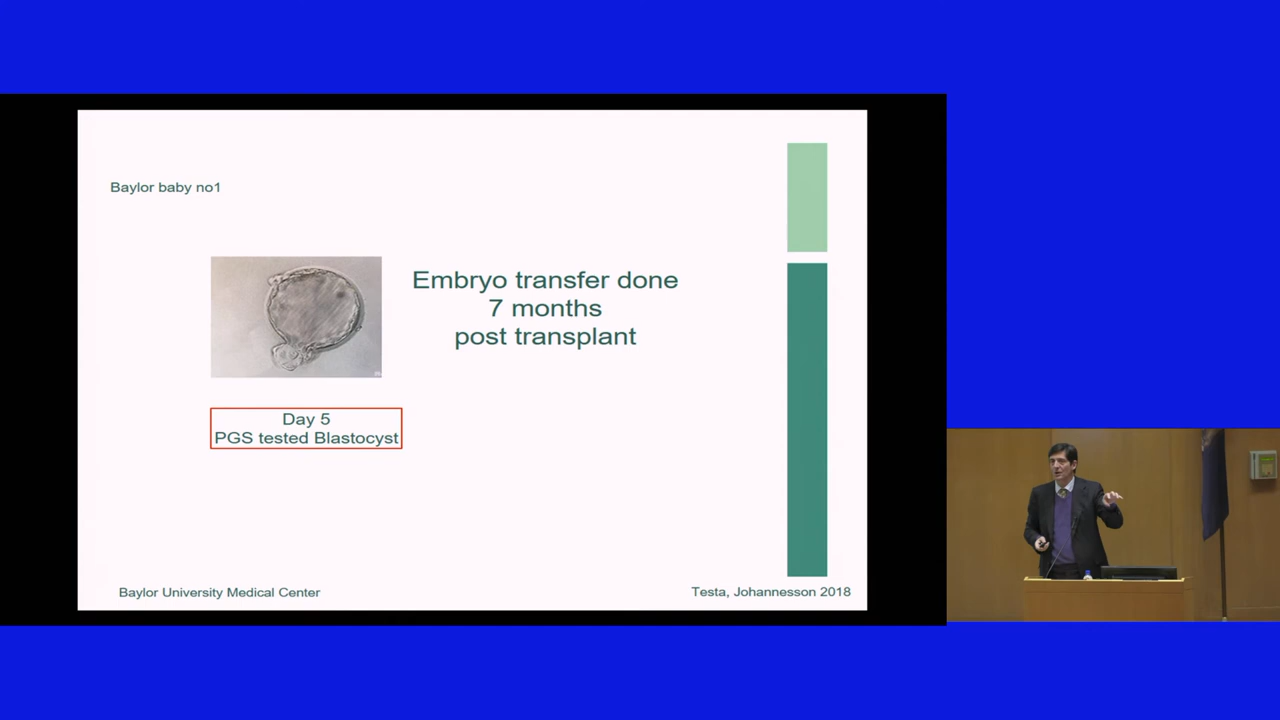 Baylor baby no1
Embryo transfer done
7 months
post transplant
Day 5
PGS tested Blastocyst
Baylor University Medical Center
Testa, Johannesson 2018